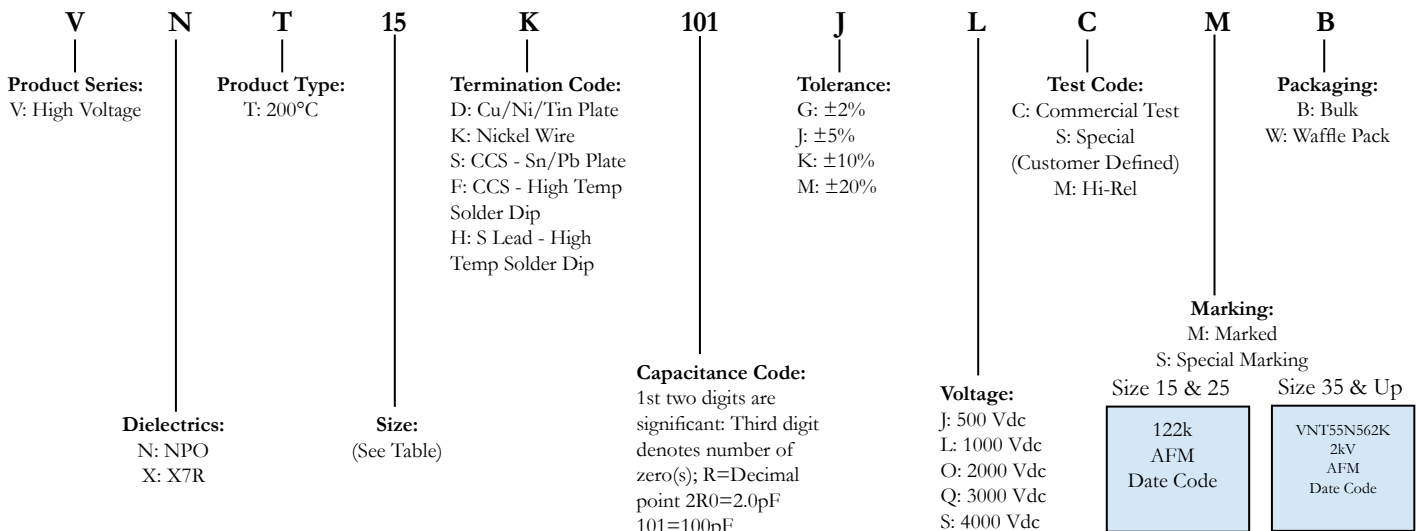 V N T 15 K 101 J L C M B
Product Series:
V: High Voltage
Product Type:
T: 200°C
Termination Code:
D: Cu/Ni/Tin Plate
K: Nickel Wire
S: CCS - Sn/Pb Plate
F: CCS - High Temp
Solder Dip
H: S Lead - High
Temp Solder Dip
Tolerance:
G: ±2%
J: ±5%
K: ±10%
M: ±20%
Test Code:
C: Commercial Test
S: Special
(Customer Defined)
M: Hi-Rel
Packaging:
B: Bulk
W: Waffle Pack
Dielectrics:
N: NPO
X: X7R
Size:
(See Table)
Capacitance Code:
1st two digits are
significant: Third digit
denotes number of
zero(s); R=Decimal
point 2R0=2.0pF
101=100pF
Voltage:
J: 500 Vdc
L: 1000 Vdc
O: 2000 Vdc
Q: 3000 Vdc
S: 4000 Vdc
Marking:
M: Marked
S: Special Marking
Size 15 & 25
122k
AFM
Date Code
Size 35 & Up
VNT55N562K
2kV
AFM
Date Code